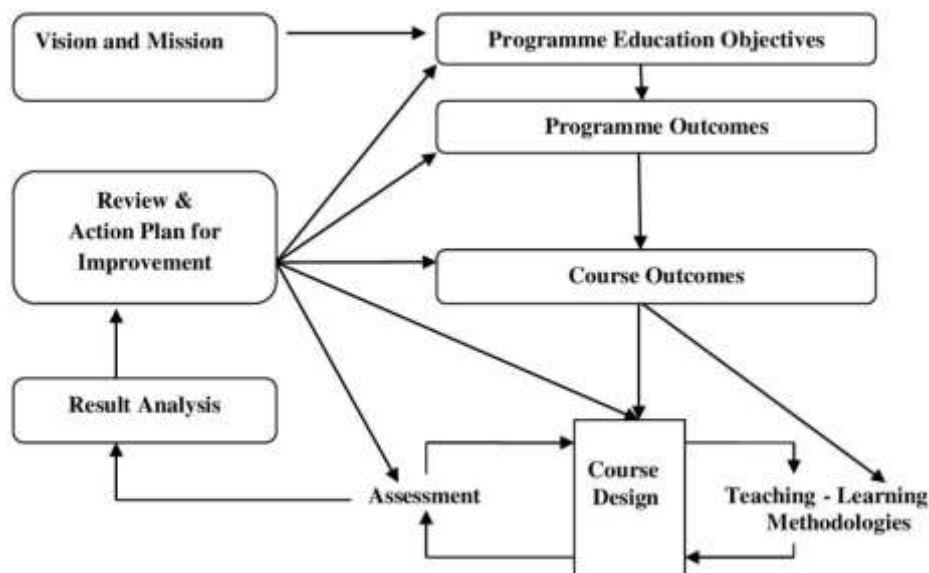 Vision and Mission
Programme Education Objectives
Programme Outcomes
Review &
Action Plan for
Improvement
Course Outcomes
Result Analysis
Assessment
Course
Design
Teaching - Learning
Methodologies